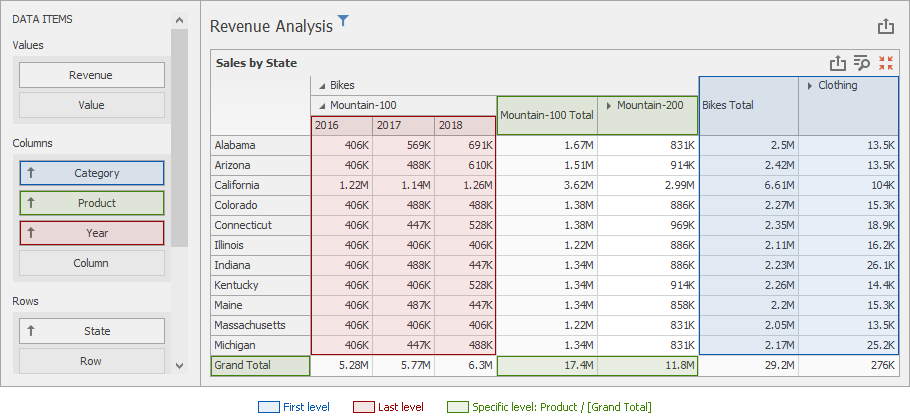 DATA ITEMS
Values
Revenue
Value
Columns
Category
Product
Year
Column
Rows
State
Row
Revenue Analysis
Sales by State
Bikes Bikes Total Clothing
Mountain-100 Mountain-100 Total Mountain-200
2016 2017 2018
Alabama 406K 569K 691K 1.67M 831K 2.5M 13.5K
Arizona 406K 488K 610K 1.51M 914K 2.42M 13.5K
California 1.22M 1.14M 1.26M 3.62M 2.99M 6.61M 104K
Colorado 406K 488K 488K 1.38M 886K 2.27M 15.3K
Connecticut 406K 447K 528K 1.38M 969K 2.35M 18.9K
Illinois 406K 406K 406K 1.22M 886K 2.11M 16.2K
Indiana 406K 488K 447K 1.34M 886K 2.23M 26.1K
Kentucky 406K 406K 528K 1.34M 914K 2.26M 14.4K
Maine 406K 487K 447K 1.34M 858K 2.2M 15.3K
Massachusetts 406K 406K 406K 1.22M 831K 2.05M 13.5K
Michigan 406K 447K 488K 1.34M 831K 2.17M 25.2K
Grand Total 5.28M 5.77M 6.3M 17.4M 11.8M 29.2M 276K
First level Last level Specific level: Product / [Grand Total]